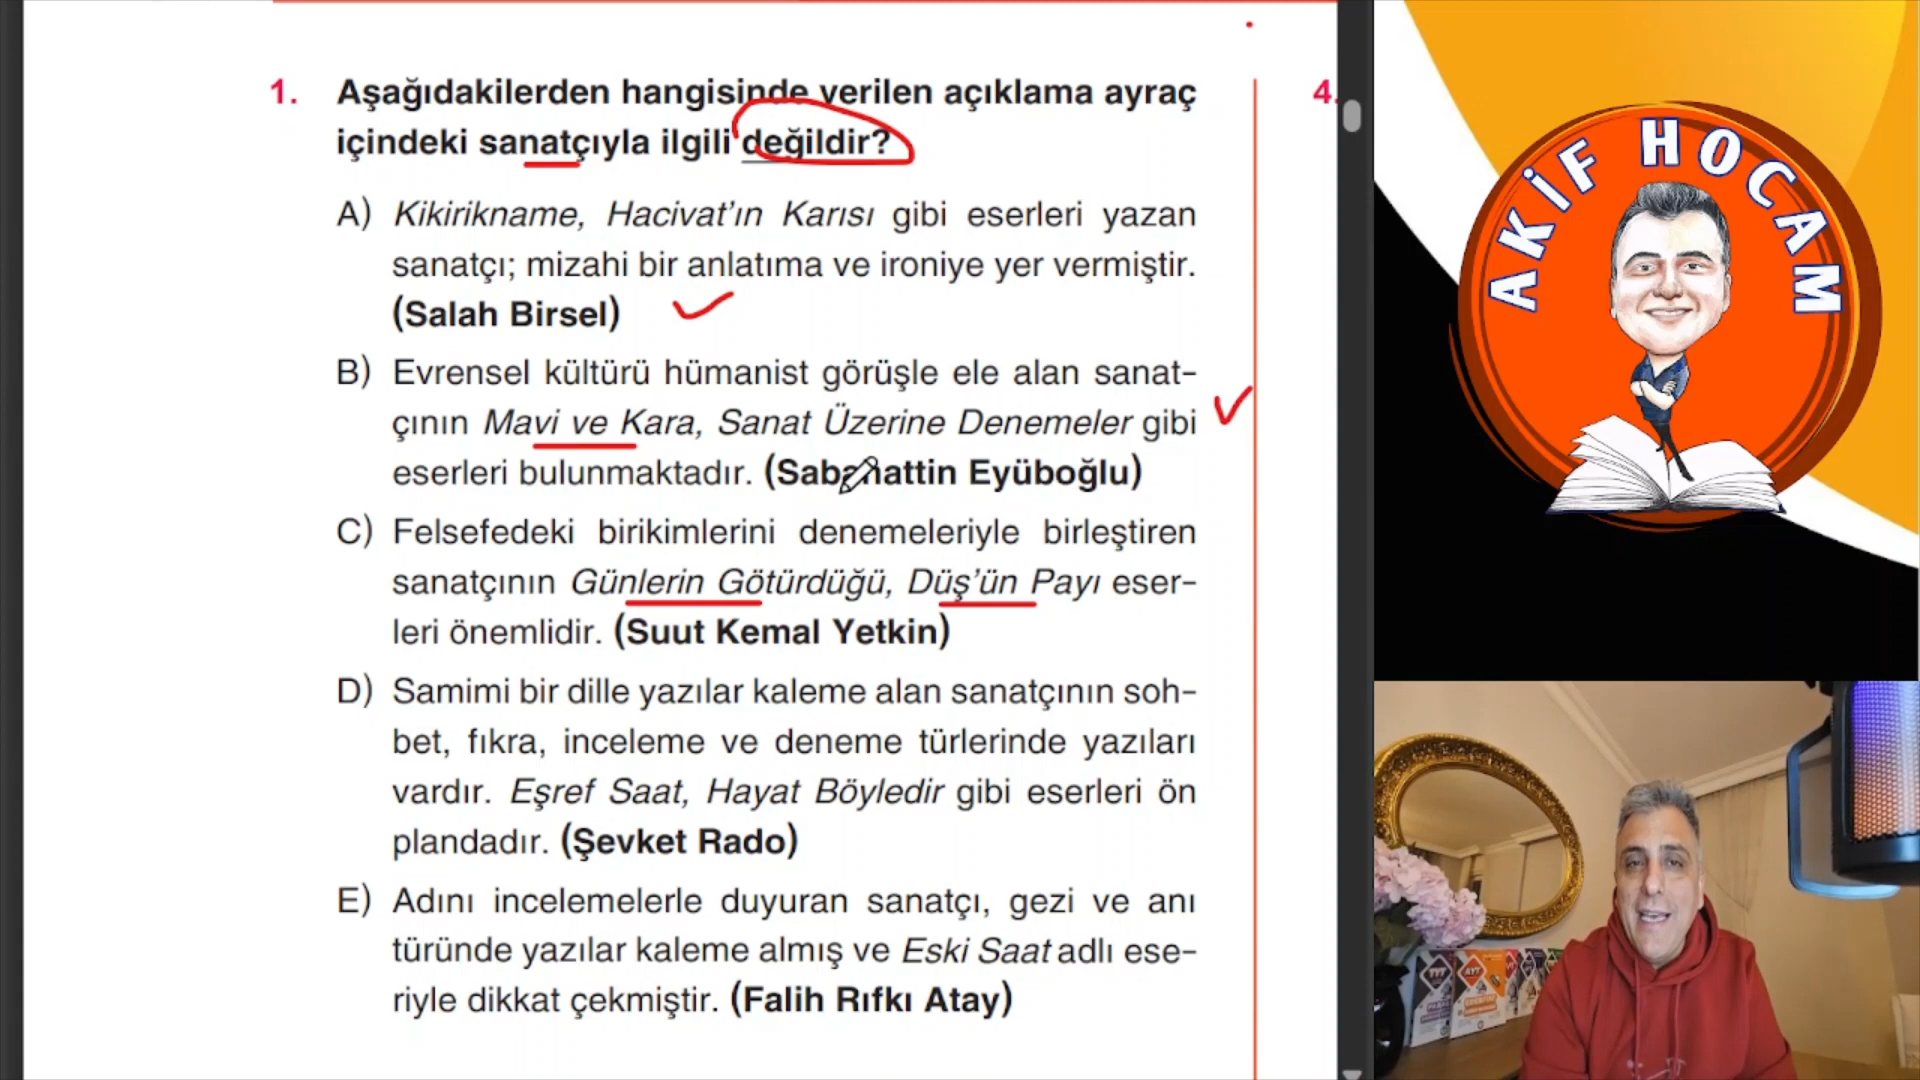 1. Aşağıdakilerden hangisinde verilen açıklama ayraç
içindeki sanatçıyla ilgili değildir?
A) Kikirikname, Hacivat'ın Karısı gibi eserleri yazan
sanatçı; mizahi bir anlatıma ve ironiye yer vermiştir.
(Salah Birsel)
B) Evrensel kültürü hümanist görüşle ele alan sanat-
çının Mavi ve Kara, Sanat Üzerine Denemeler gibi
eserleri bulunmaktadır. (Sabahattin Eyüboğlu)
C) Felsefedeki birikimlerini denemeleriyle birleştiren
sanatçının Günlerin Götürdüğü, Düş'ün Payı eser-
leri önemlidir. (Suut Kemal Yetkin)
D) Samimi bir dille yazılar kaleme alan sanatçının soh-
bet, fıkra, inceleme ve deneme türlerinde yazıları
vardır. Eşref Saat, Hayat Böyledir gibi eserleri ön
plandadır. (Şevket Rado)
E) Adını incelemelerle duyuran sanatçı, gezi ve anı
türünde yazılar kaleme almış ve Eski Saat adlı ese-
riyle dikkat çekmiştir. (Falih Rıfkı Atay)
4.
AKİF HOCAM
TYT
AYT